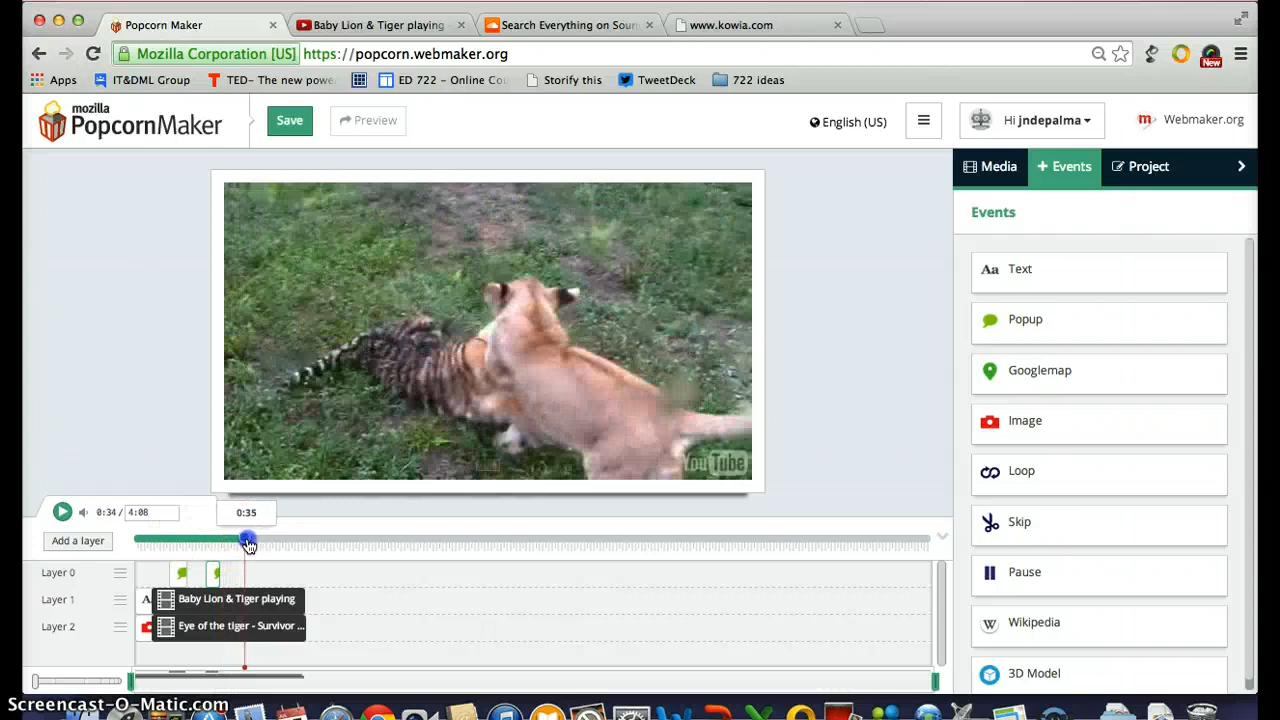 Popcorn Maker
Baby Lion & Tiger playing
Search Everything on Soun
www.kowia.com
Mozilla Corporation [US]
https://popcorn.webmaker.org
New
Apps
IT&DML Group
TED– The new powe
ED 722 – Online Co
Storify this
TweetDeck
722 ideas
mozilla
PopcornMaker
Save
Preview
English (US)
Hi jndepalma
Webmaker.org
Media
+ Events
Project
Events
Aa Text
Popup
Googlemap
Image
Loop
Skip
Pause
W Wikipedia
3D Model
YouTube
0:34 / 4:08
0:35
Add a layer
Layer 0
Layer 1
Baby Lion & Tiger playing
Layer 2
Eye of the tiger - Survivor ...
Screencast-O-Matic.com